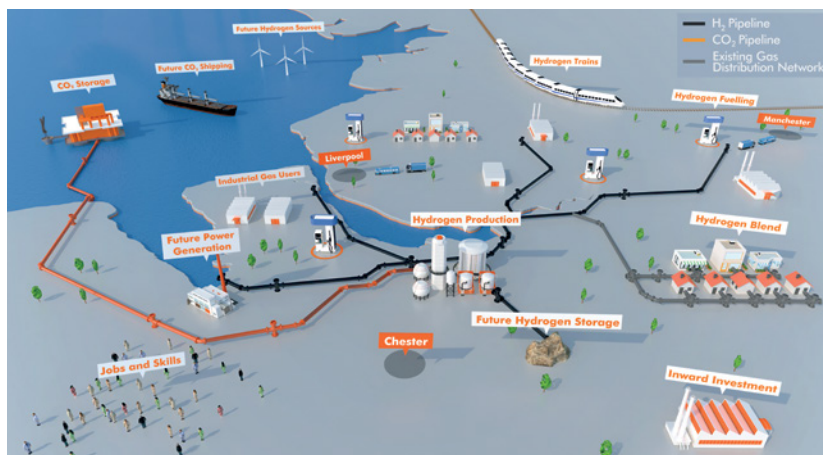 Future Hydrogen Sources
H₂ Pipeline
CO₂ Pipeline
Existing Gas
Distribution Network
CO₂ Storage
Future CO₂ Shipping
Hydrogen Trains
Hydrogen Fuelling
Manchester
Liverpool
Industrial Gas Users
Hydrogen Production
Hydrogen Blend
Future Power
Generation
Future Hydrogen Storage
Chester
Jobs and Skills
Inward Investment